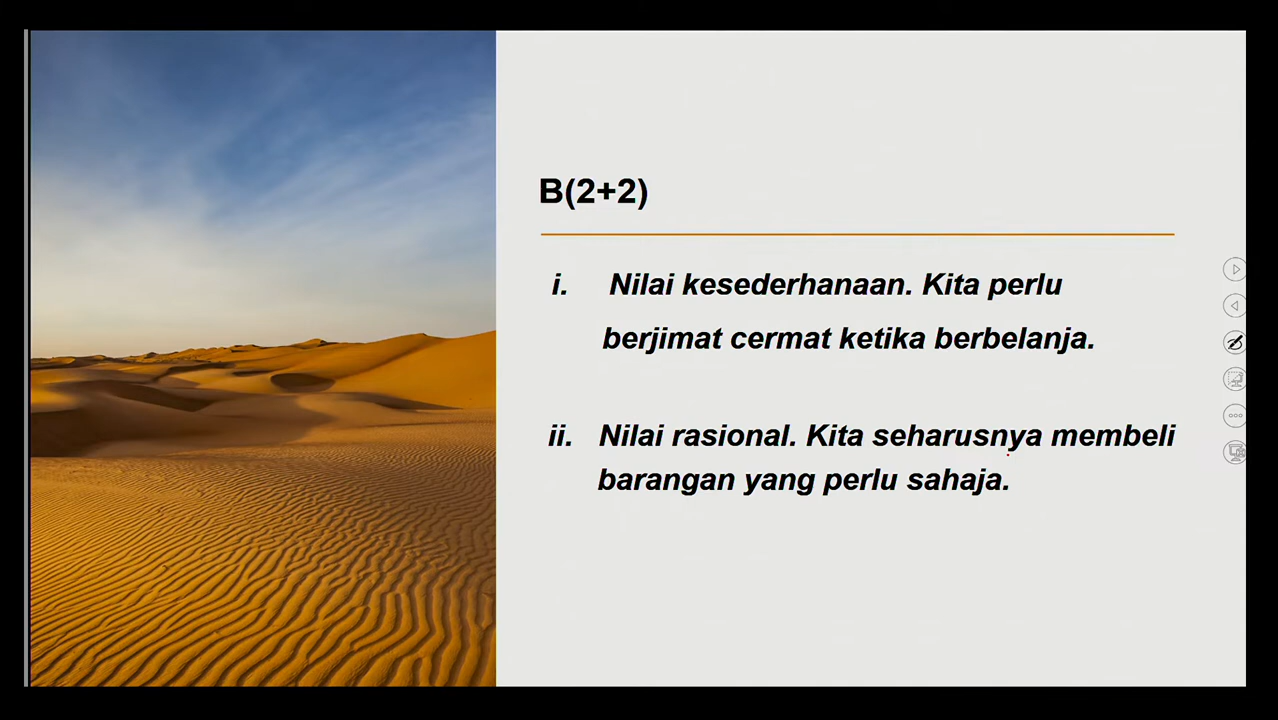 B(2+2)
i. Nilai kesederhanaan. Kita perlu
berjimat cermat ketika berbelanja.
ii. Nilai rasional. Kita seharusnya membeli
barangan yang perlu sahaja.